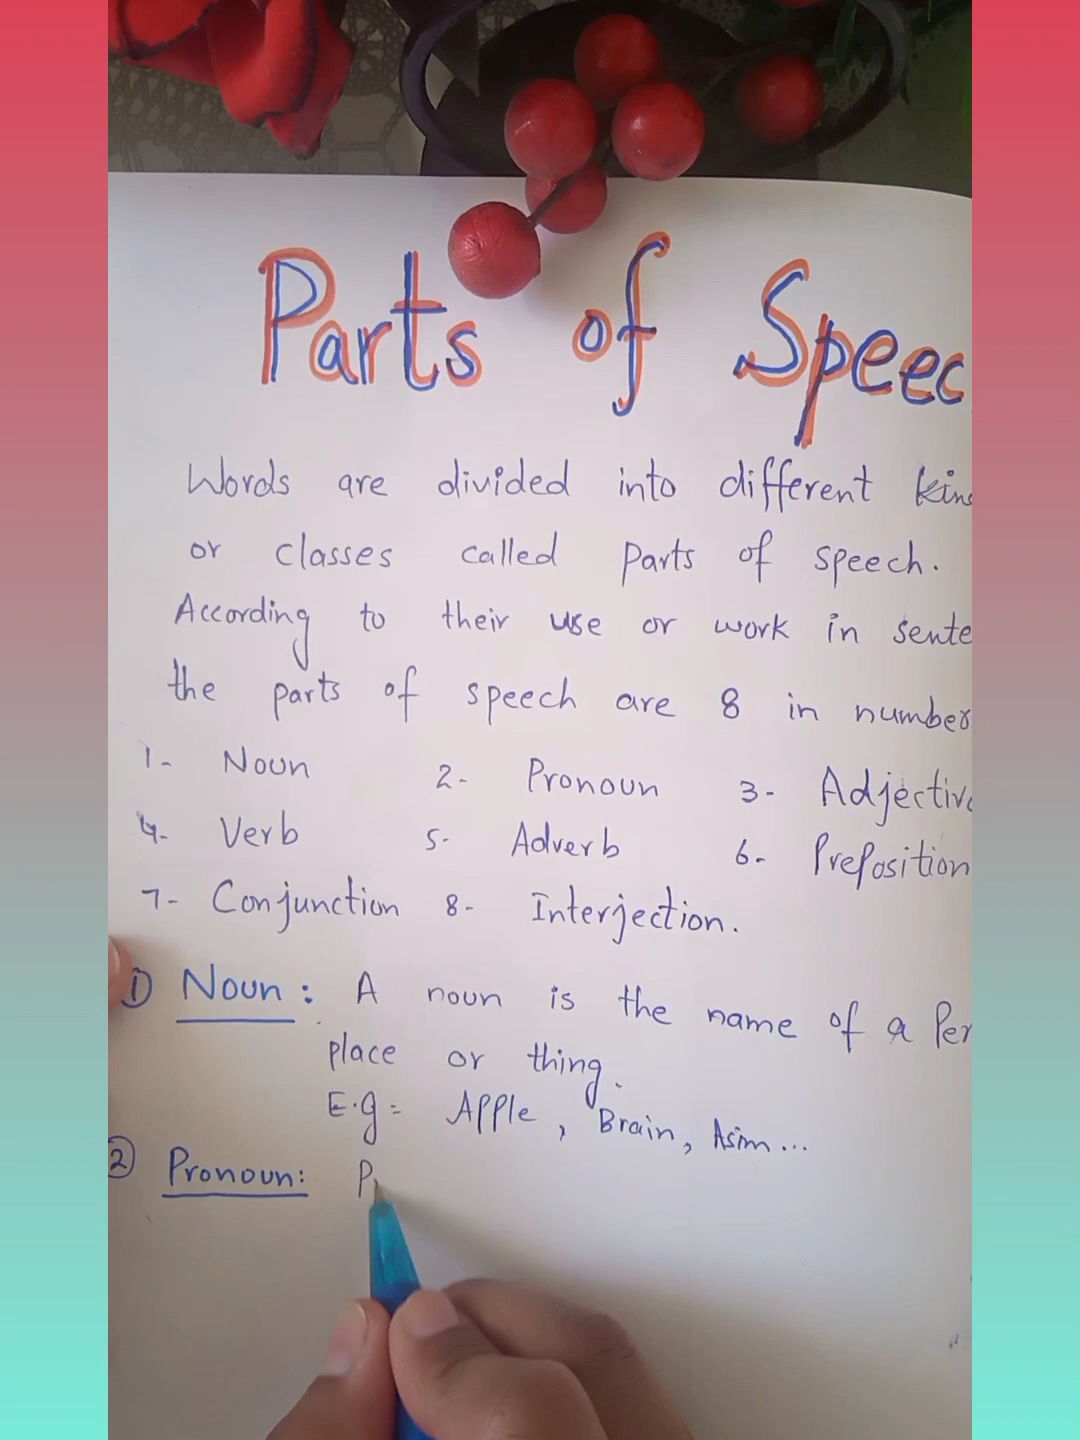 Parts of Speec
Words are divided into different kin
or classes called parts of speech.
According to their use or work in sente
the parts of speech are 8 in number
1- Noun 2- Pronoun 3- Adjective
4- Verb 5- Adverb 6- Preposition
7- Conjunction 8- Interjection.
① Noun: A noun is the name of a Per
place or thing.
E.g= Apple, Brain, Asim...
② Pronoun: P